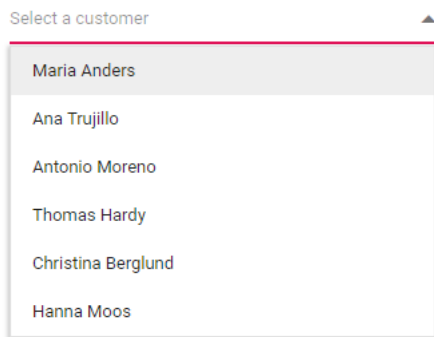 Select a customer
Maria Anders
Ana Trujillo
Antonio Moreno
Thomas Hardy
Christina Berglund
Hanna Moos